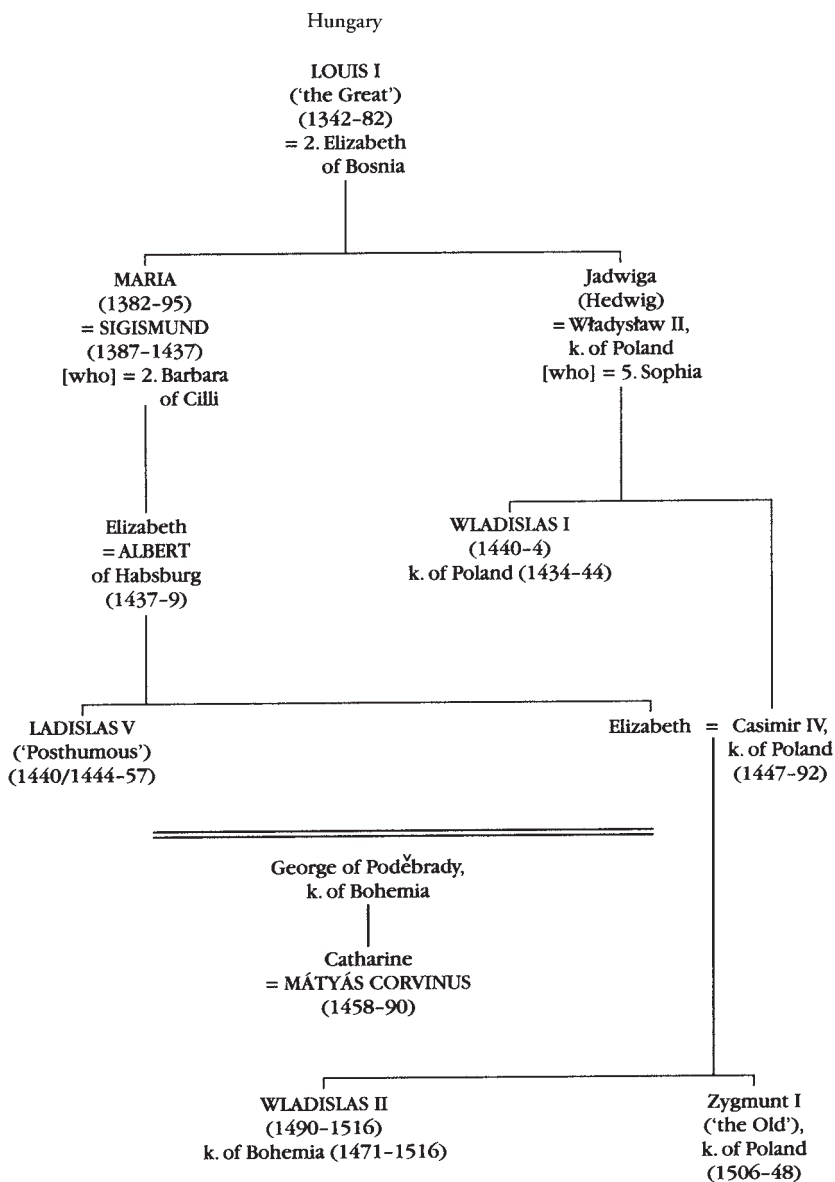 Hungary
LOUIS I
(‘the Great’)
(1342–82)
= 2. Elizabeth
of Bosnia
MARIA
(1382–95)
= SIGISMUND
(1387–1437)
[who] = 2. Barbara
of Cilli
Jadwiga
(Hedwig)
= Władysław II,
k. of Poland
[who] = 5. Sophia
Elizabeth
= ALBERT
of Habsburg
(1437–9)
WLADISLAS I
(1440–4)
k. of Poland (1434–44)
LADISLAS V
(‘Posthumous’)
(1440/1444–57)
Elizabeth = Casimir IV,
k. of Poland
(1447–92)
George of Poděbrady,
k. of Bohemia
Catharine
= MÁTYÁS CORVINUS
(1458–90)
WLADISLAS II
(1490–1516)
k. of Bohemia (1471–1516)
Zygmunt I
(‘the Old’),
k. of Poland
(1506–48)